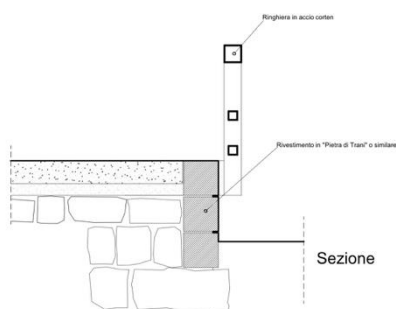 Ringhiera in accio corten
Rivestimento in "Pietra di Trani" o similare
Sezione